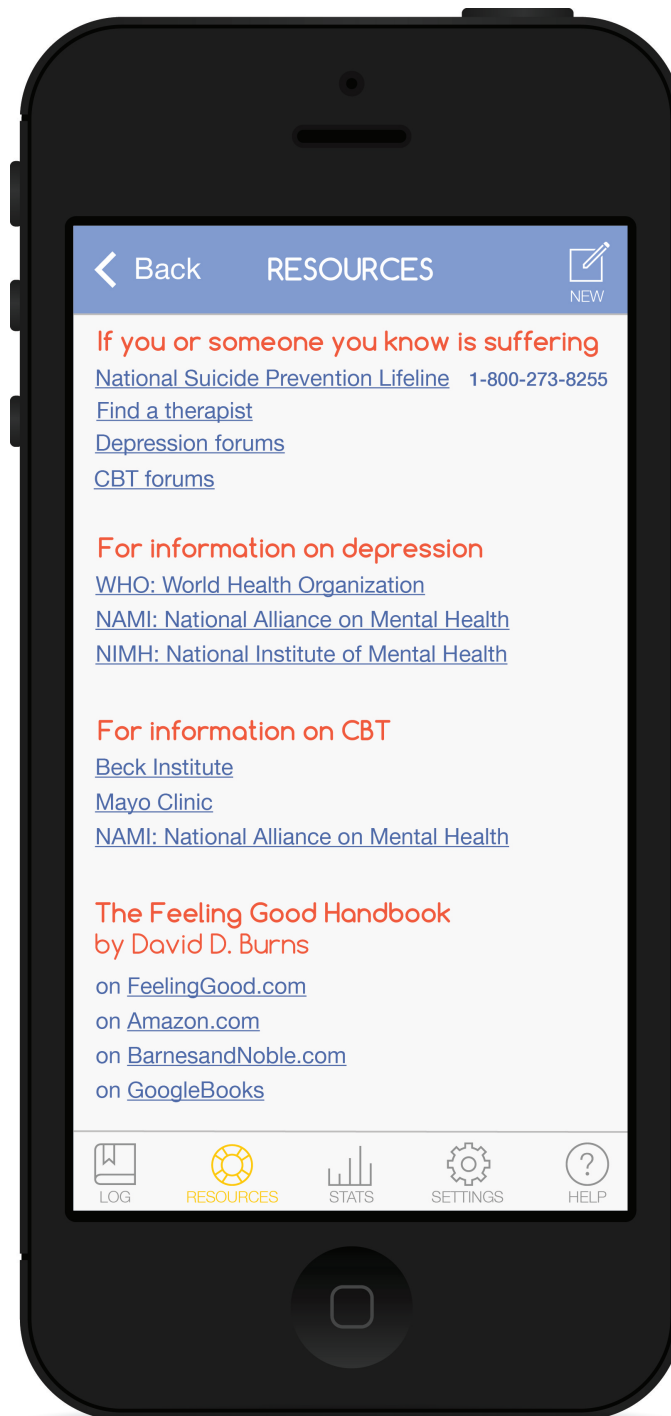 Back RESOURCES
NEW
If you or someone you know is suffering
National Suicide Prevention Lifeline 1-800-273-8255
Find a therapist
Depression forums
CBT forums
For information on depression
WHO: World Health Organization
NAMI: National Alliance on Mental Health
NIMH: National Institute of Mental Health
For information on CBT
Beck Institute
Mayo Clinic
NAMI: National Alliance on Mental Health
The Feeling Good Handbook
by David D. Burns
on FeelingGood.com
on Amazon.com
on BarnesandNoble.com
on GoogleBooks
LOG RESOURCES STATS SETTINGS HELP
?